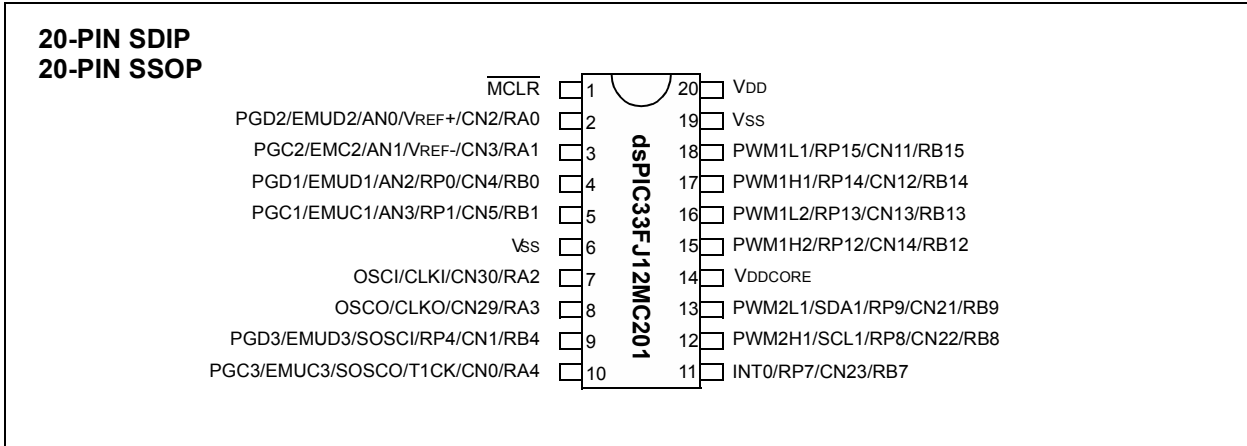 20-PIN SDIP
20-PIN SSOP
MCLR 1 20 VDD
PGD2/EMUD2/AN0/VREF+/CN2/RA0 2 19 VSS
PGC2/EMC2/AN1/VREF-/CN3/RA1 3 18 PWM1L1/RP15/CN11/RB15
PGD1/EMUD1/AN2/RP0/CN4/RB0 4 17 PWM1H1/RP14/CN12/RB14
PGC1/EMUC1/AN3/RP1/CN5/RB1 5 16 PWM1L2/RP13/CN13/RB13
VSS 6 15 PWM1H2/RP12/CN14/RB12
OSCI/CLKI/CN30/RA2 7 14 VDDCORE
OSCO/CLKO/CN29/RA3 8 13 PWM2L1/SDA1/RP9/CN21/RB9
PGD3/EMUD3/SOSCI/RP4/CN1/RB4 9 12 PWM2H1/SCL1/RP8/CN22/RB8
PGC3/EMUC3/SOSCO/T1CK/CN0/RA4 10 11 INT0/RP7/CN23/RB7
dsPIC33FJ12MC201